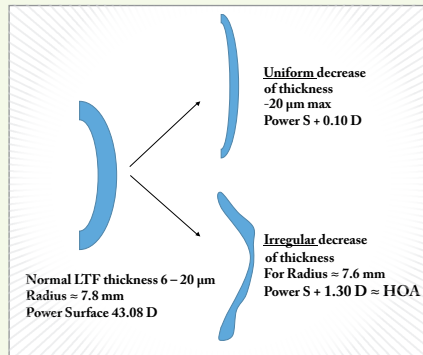 Uniform decrease
of thickness
-20 µm max
Power S + 0.10 D
Normal LTF thickness 6 – 20 µm
Radius ≈ 7.8 mm
Power Surface 43.08 D
Irregular decrease
of thickness
For Radius ≈ 7.6 mm
Power S + 1.30 D ≈ HOA